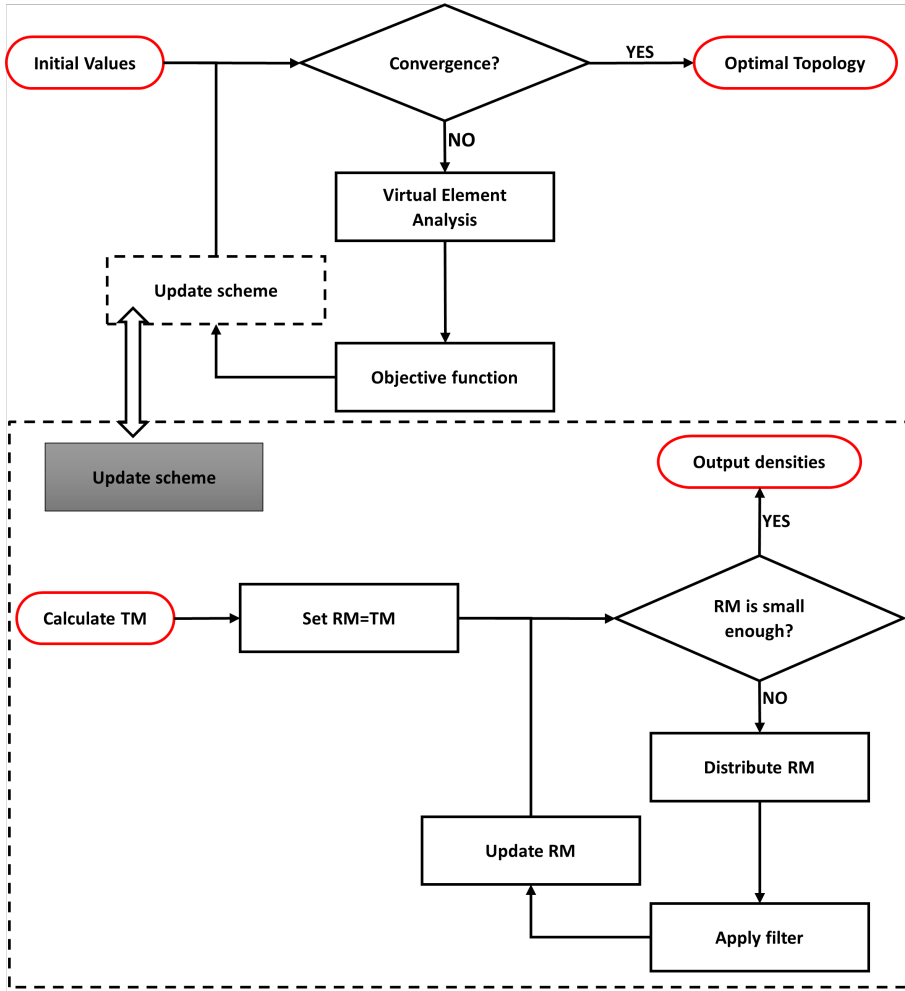 Initial Values
Convergence?
YES
Optimal Topology
NO
Virtual Element
Analysis
Update scheme
Objective function
Update scheme
Output densities
YES
Calculate TM
Set RM=TM
RM is small
enough?
NO
Distribute RM
Update RM
Apply filter